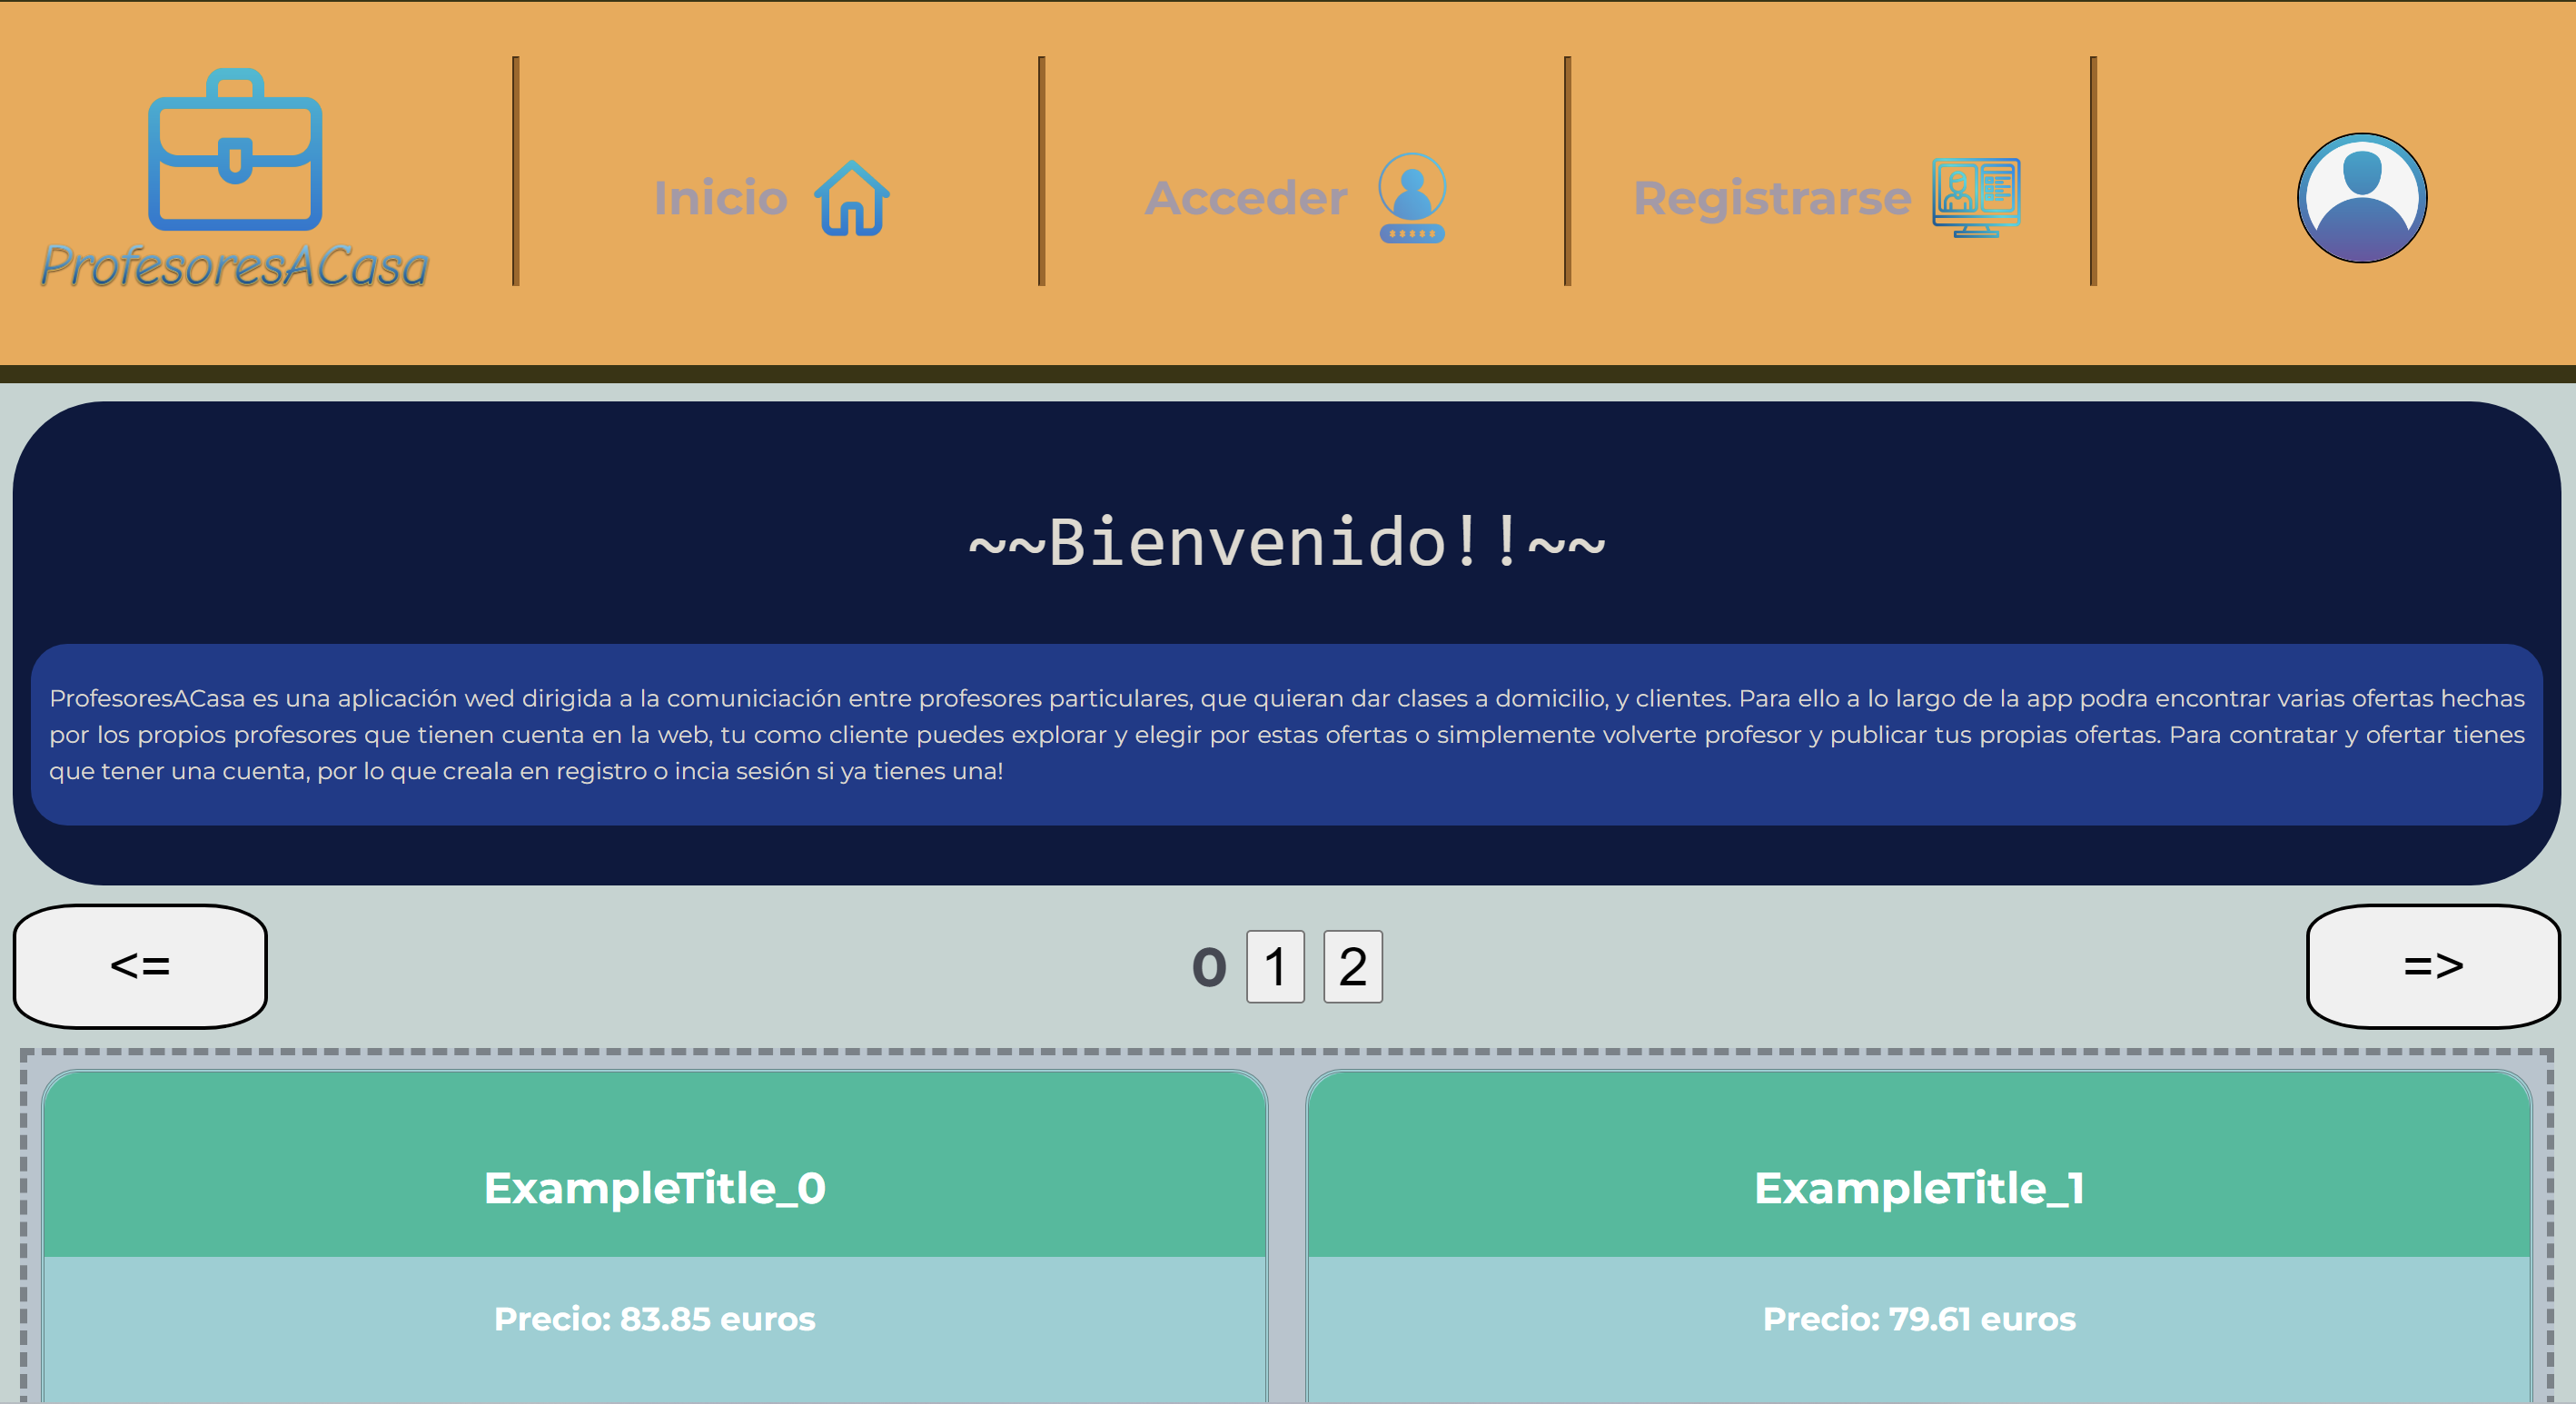 ProfesoresACasa
Inicio
Acceder
Registrarse
~~Bienvenido!!~~
ProfesoresACasa es una aplicación wed dirigida a la comuniciación entre profesores particulares, que quieran dar clases a domicilio, y clientes. Para ello a lo largo de la app podra encontrar varias ofertas hechas
por los propios profesores que tienen cuenta en la web, tu como cliente puedes explorar y elegir por estas ofertas o simplemente volverte profesor y publicar tus propias ofertas. Para contratar y ofertar tienes
que tener una cuenta, por lo que creala en registro o incia sesión si ya tienes una!
<= 0 1 2 =>
ExampleTitle_0
Precio: 83.85 euros
ExampleTitle_1
Precio: 79.61 euros